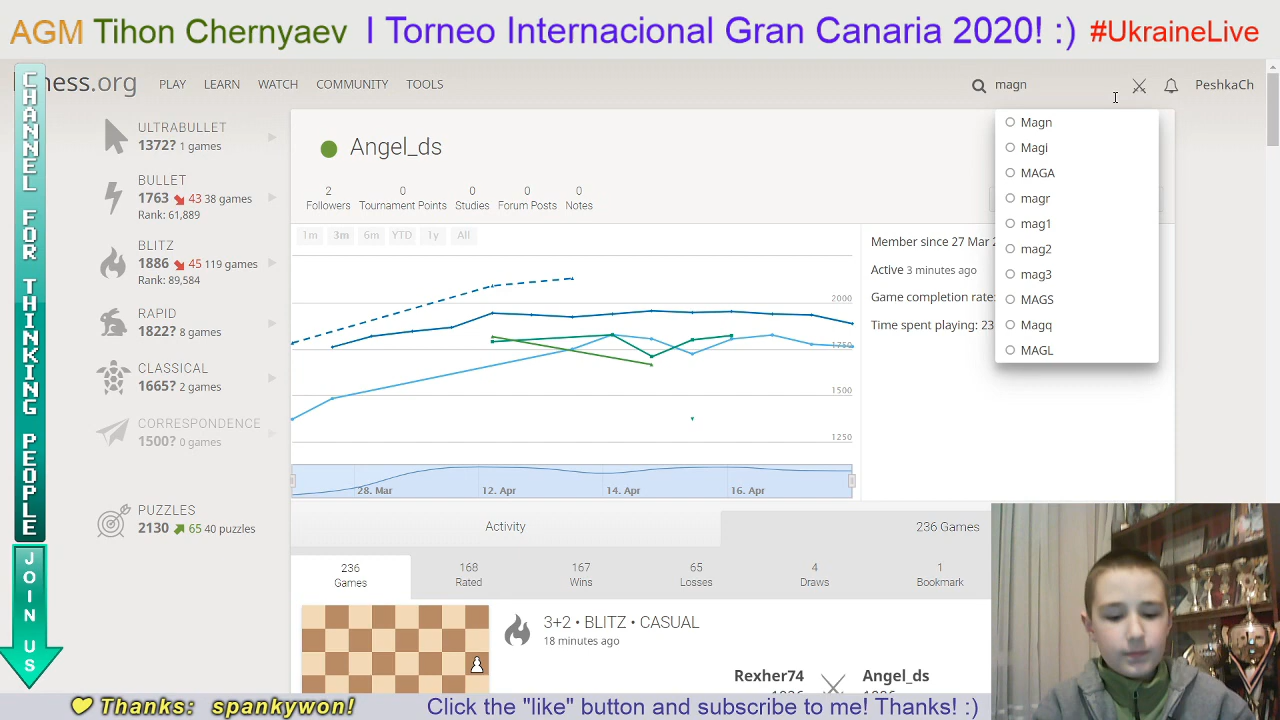 AGM Tihon Chernyaev I Torneo Internacional Gran Canaria 2020! :) #UkraineLive
hess.org PLAY LEARN WATCH COMMUNITY TOOLS magn PeshkaCh
CHANNEL FOR THINKING PEOPLE
JOIN US
ULTRABULLET
1372? 1 games
BULLET
1763 43 38 games
Rank: 61,889
BLITZ
1886 45 119 games
Rank: 89,584
RAPID
1822? 8 games
CLASSICAL
1665? 2 games
CORRESPONDENCE
1500? 0 games
PUZZLES
2130 65 40 puzzles
Angel_ds
2 0 0 0 0
Followers Tournament Points Studies Forum Posts Notes
1m 3m 6m YTD 1y All
2000
1750
1500
1250
28. Mar 12. Apr 14. Apr 16. Apr
Member since 27 Mar 2
Active 3 minutes ago
Game completion rate:
Time spent playing: 23
Magn
Magi
MAGA
magr
mag1
mag2
mag3
MAGS
Magq
MAGL
Activity 236 Games
236 168 167 65 4 1
Games Rated Wins Losses Draws Bookmark
3+2 • BLITZ • CASUAL
18 minutes ago
Rexher74 Angel_ds
Thanks: spankywon! Click the "like" button and subscribe to me! Thanks! :)